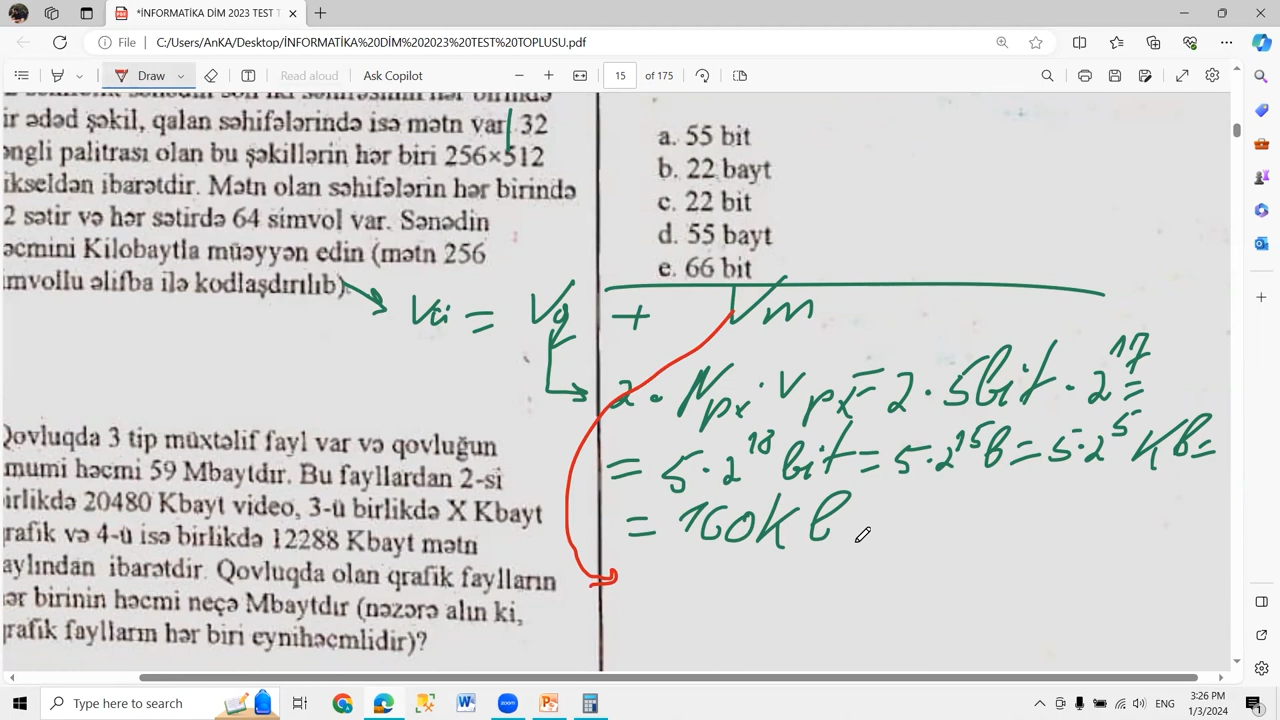 *İNFORMATİKA DİM 2023 TEST T
File C:/Users/AnKA/Desktop/İNFORMATİKA%20DİM%202023%20TEST%20TOPLUSU.pdf
Draw Read aloud Ask Copilot 15 of 175
ir ədəd şəkil, qalan səhifələrində isə mətn var 32
əngli palitrası olan bu şəkillərin hər biri 256×512
ikseldən ibarətdir. Mətn olan səhifələrin hər birində
2 sətir və hər sətirdə 64 simvol var. Sənədin
əcmini Kilobaytla müəyyən edin (mətn 256
imvollu əlifba ilə kodlaşdırılıb).
Qovluqda 3 tip müxtəlif fayl var və qovluğun
mumi həcmi 59 Mbaytdır. Bu fayllardan 2-si
irlikdə 20480 Kbayt video, 3-ü birlikdə X Kbayt
rafik və 4-ü isə birlikdə 12288 Kbayt mətn
aylından ibarətdir. Qovluqda olan qrafik faylların
ər birinin həcmi neçə Mbaytdır (nəzərə alın ki,
rafik faylların hər biri eynihəcmlidir)?
a. 55 bit
b. 22 bayt
c. 22 bit
d. 55 bayt
e. 66 bit
= Vq + Vm
2 · Npx · Vpx = 2 · 5bit · 2^17 =
= 5 · 2^18 bit = 5 · 2^15 b = 5 · 2^5 Kb =
= 160Kb
Type here to search
ENG
3:26 PM
1/3/2024